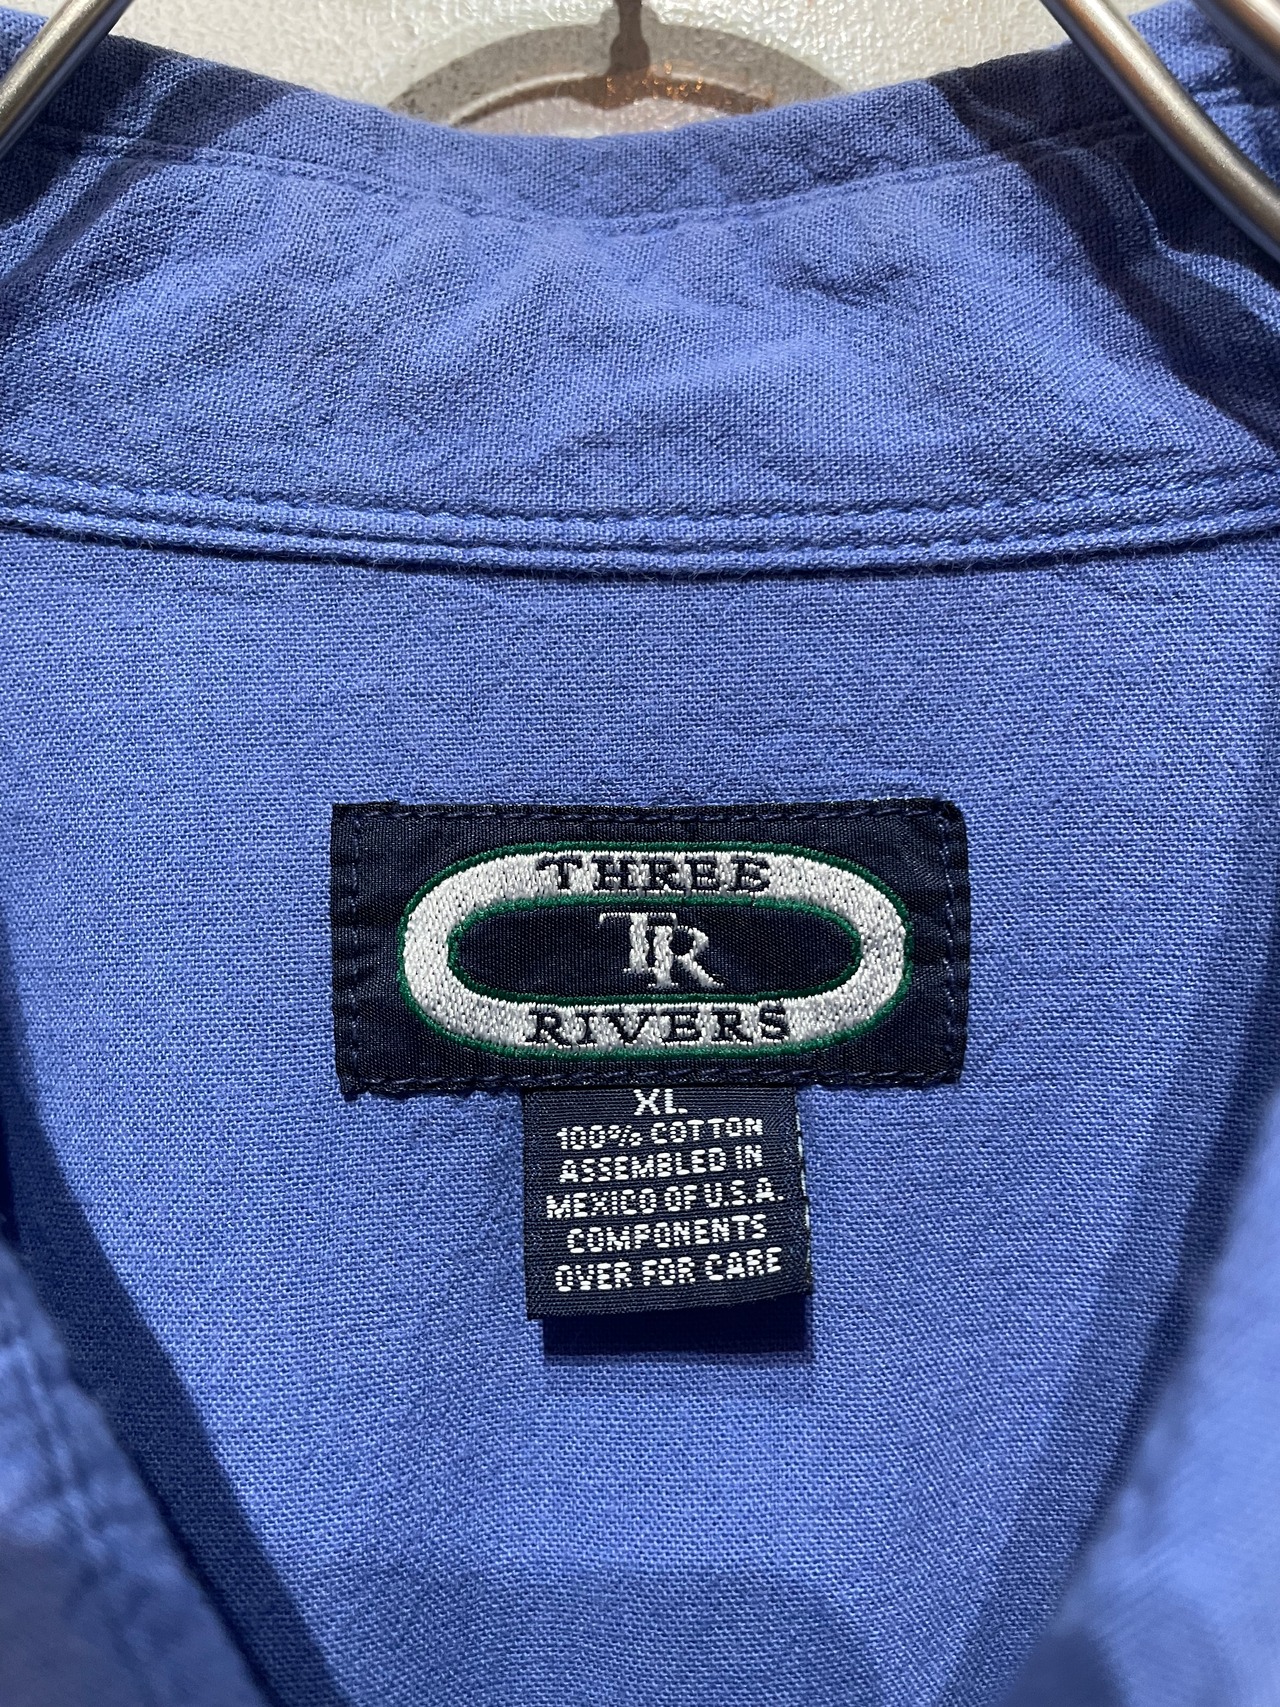 THREE
TR
RIVERS
XL
100% COTTON
ASSEMBLED IN
MEXICO OF U.S.A.
COMPONENTS
OVER FOR CARE